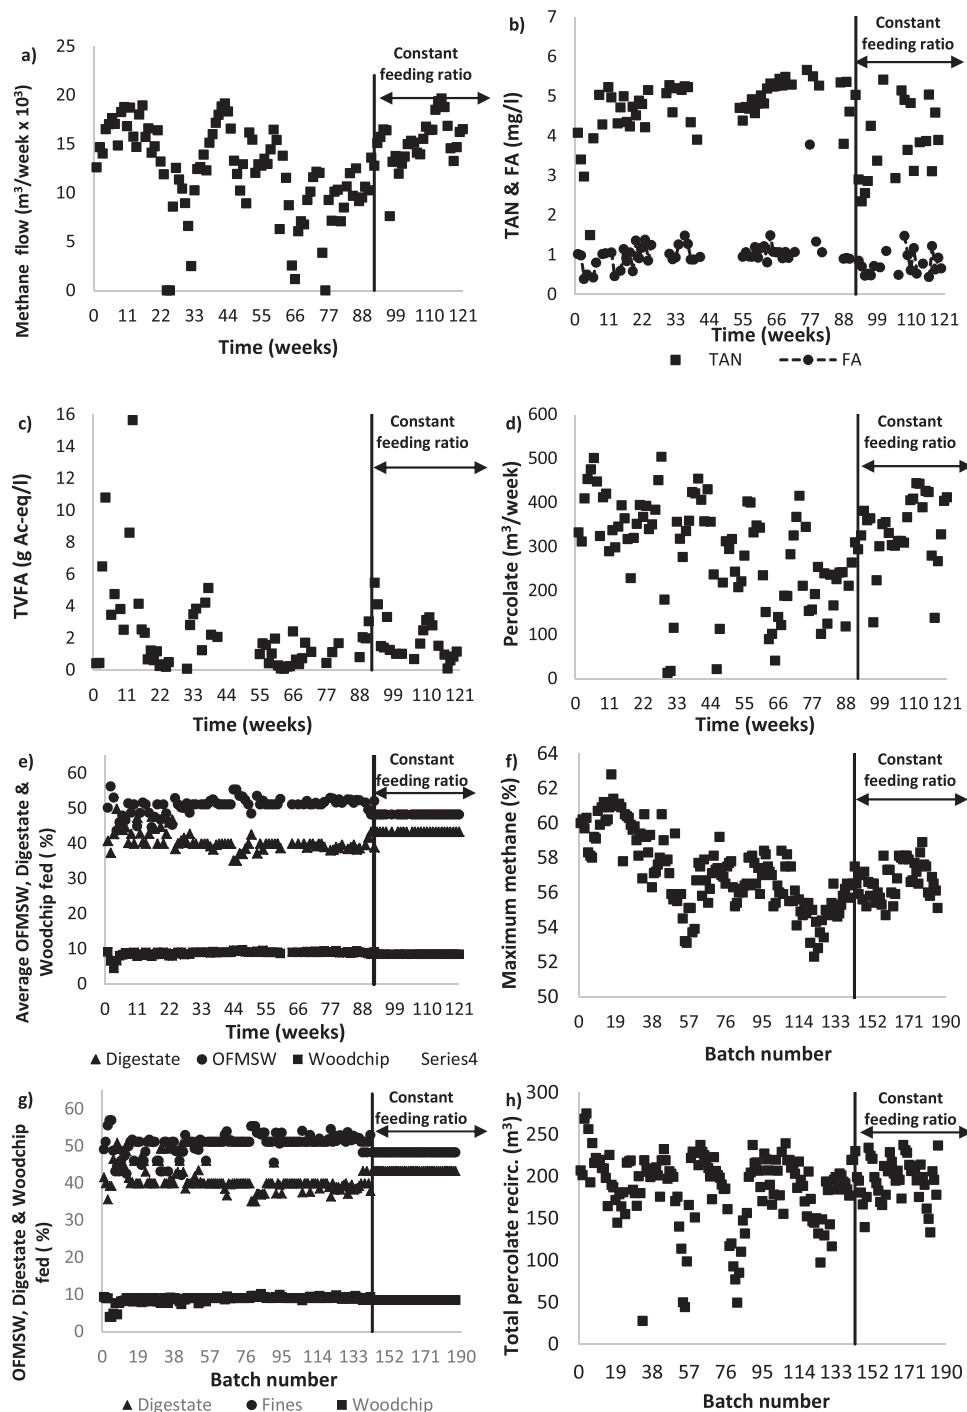 a)
Constant
feeding ratio
Methane flow (m³/week x 10³)
25
20
15
10
5
0
0 11 22 33 44 55 66 77 88 99 110 121
Time (weeks)
b)
Constant
feeding ratio
TAN & FA (mg/l)
7
6
5
4
3
2
1
0
0 11 22 33 44 55 66 77 88 99 110 121
Time (weeks)
TAN FA
c)
Constant
feeding ratio
TVFA (g Ac-eq/l)
16
14
12
10
8
6
4
2
0
0 11 22 33 44 55 66 77 88 99 110 121
Time (weeks)
d)
Constant
feeding ratio
Percolate (m³/week)
600
500
400
300
200
100
0
0 11 22 33 44 55 66 77 88 99 110 121
Time (weeks)
e)
Constant
feeding ratio
Average OFMSW, Digestate &
Woodchip fed ( %)
60
50
40
30
20
10
0
0 11 22 33 44 55 66 77 88 99 110 121
Time (weeks)
Digestate OFMSW Woodchip Series4
f)
Constant
feeding ratio
Maximum methane (%)
64
62
60
58
56
54
52
50
0 19 38 57 76 95 114 133 152 171 190
Batch number
g)
Constant
feeding ratio
OFMSW, Digestate & Woodchip
fed ( %)
60
50
40
30
20
10
0
0 19 38 57 76 95 114 133 152 171 190
Batch number
Digestate Fines Woodchip
h)
Constant
feeding ratio
Total percolate recirc. (m³)
300
250
200
150
100
50
0
0 19 38 57 76 95 114 133 152 171 190
Batch number